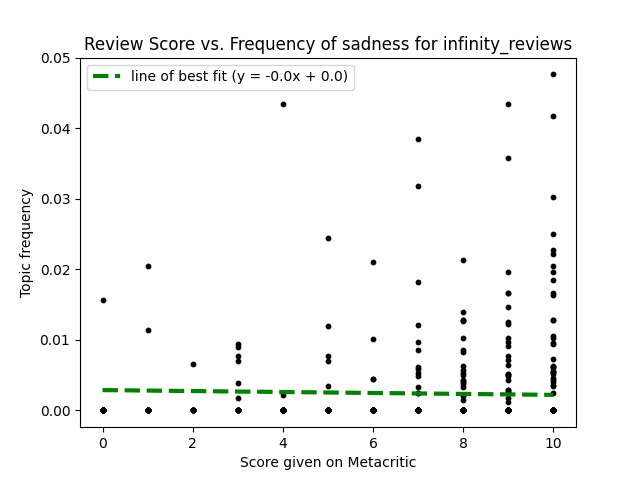 Review Score vs. Frequency of sadness for infinity_reviews
line of best fit (y = -0.0x + 0.0)
0.05
0.04
0.03
0.02
0.01
0.00
Topic frequency
0 2 4 6 8 10
Score given on Metacritic